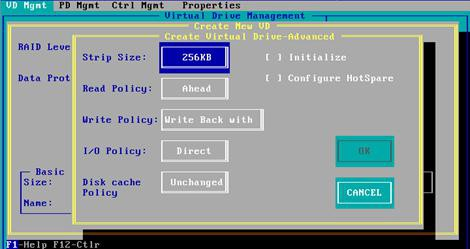 VD Mgmt PD Mgmt Ctrl Mgmt Properties
Virtual Drive Management
Create New VD
Create Virtual Drive-Advanced
RAID Leve
Strip Size: 256KB [ ] Initialize
[ ] Configure HotSpare
Data Prot
Read Policy: Ahead
Write Policy: Write Back with
I/O Policy: Direct OK
Basic
Size:
Disk cache Policy Unchanged
CANCEL
Name:
F1-Help F12-Ctlr